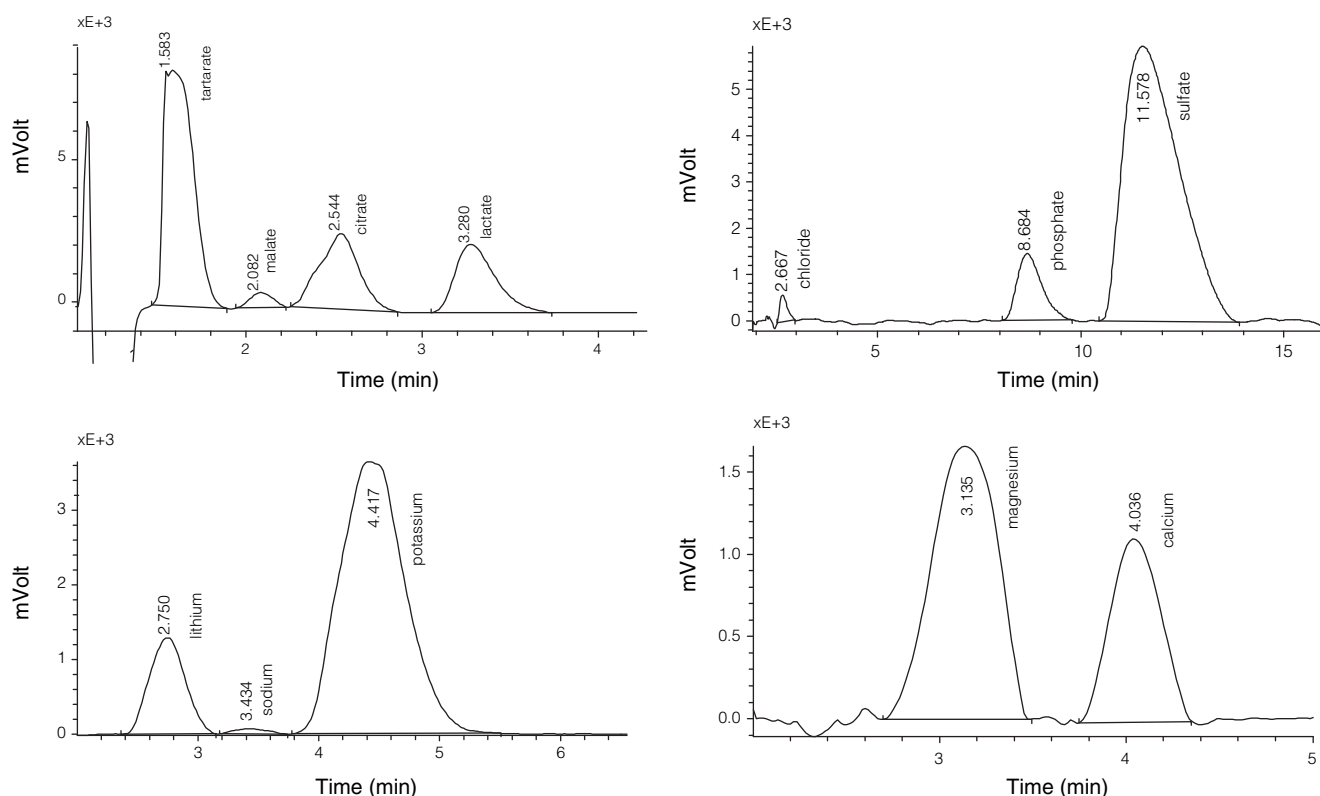 xE+3
mVolt
5
0
1.583
tartarate
2.082
malate
2.544
citrate
3.280
lactate
2
3
4
Time (min)
xE+3
mVolt
5
4
3
2
1
0
2.667
chloride
8.684
phosphate
11.578
sulfate
5
10
15
Time (min)
xE+3
mVolt
3
2
1
0
2.750
lithium
3.434
sodium
4.417
potassium
3
4
5
6
Time (min)
xE+3
mVolt
1.5
1.0
0.5
0.0
3.135
magnesium
4.036
calcium
3
4
5
Time (min)